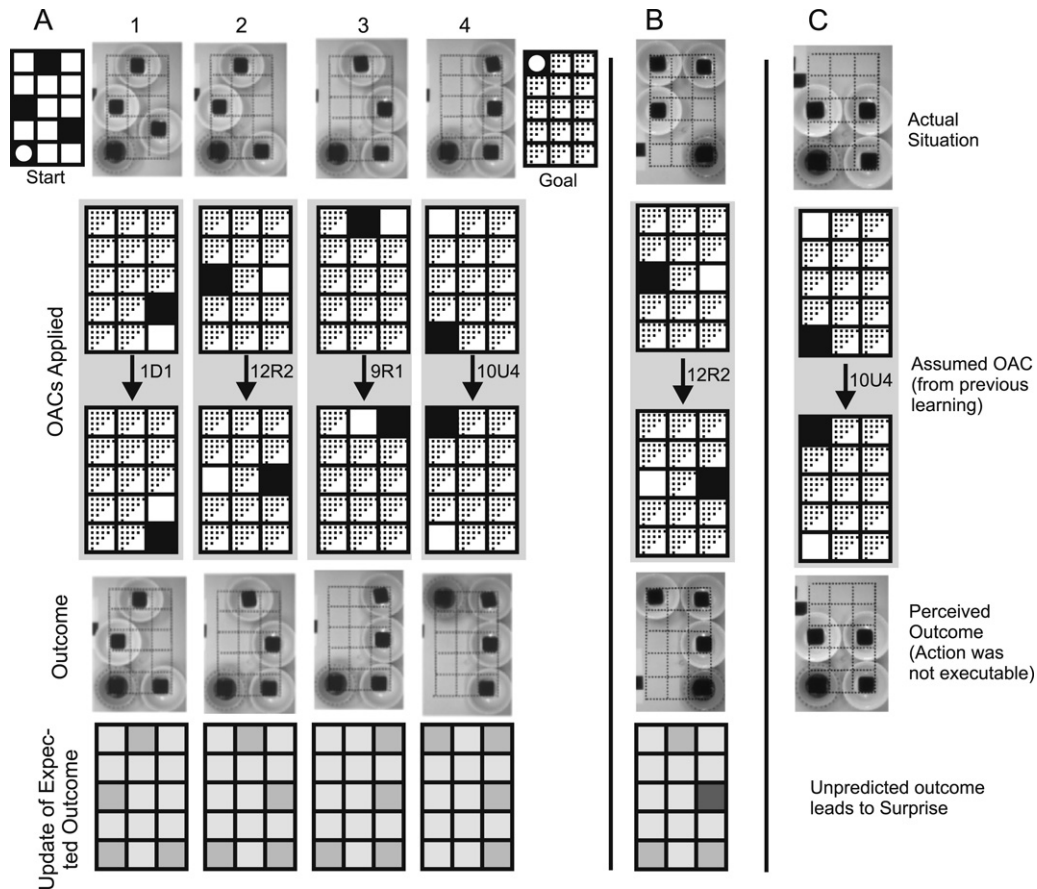 A
1
2
3
4
B
C
Start
Goal
Actual
Situation
OACs Applied
1D1
12R2
9R1
10U4
12R2
10U4
Assumed OAC
(from previous
learning)
Outcome
Perceived
Outcome
(Action was
not executable)
Update of Expec-
ted Outcome
Unpredicted outcome
leads to Surprise